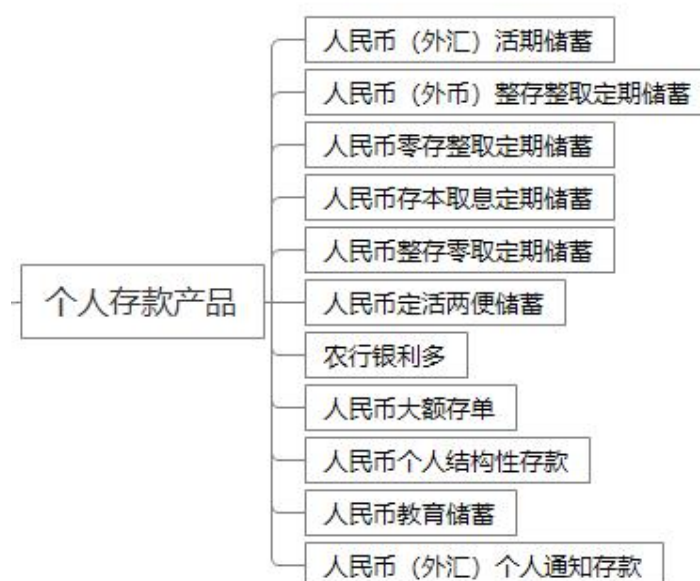 人民币（外汇）活期储蓄
人民币（外币）整存整取定期储蓄
人民币零存整取定期储蓄
人民币存本取息定期储蓄
人民币整存零取定期储蓄
个人存款产品
人民币定活两便储蓄
农行银利多
人民币大额存单
人民币个人结构性存款
人民币教育储蓄
人民币（外汇）个人通知存款